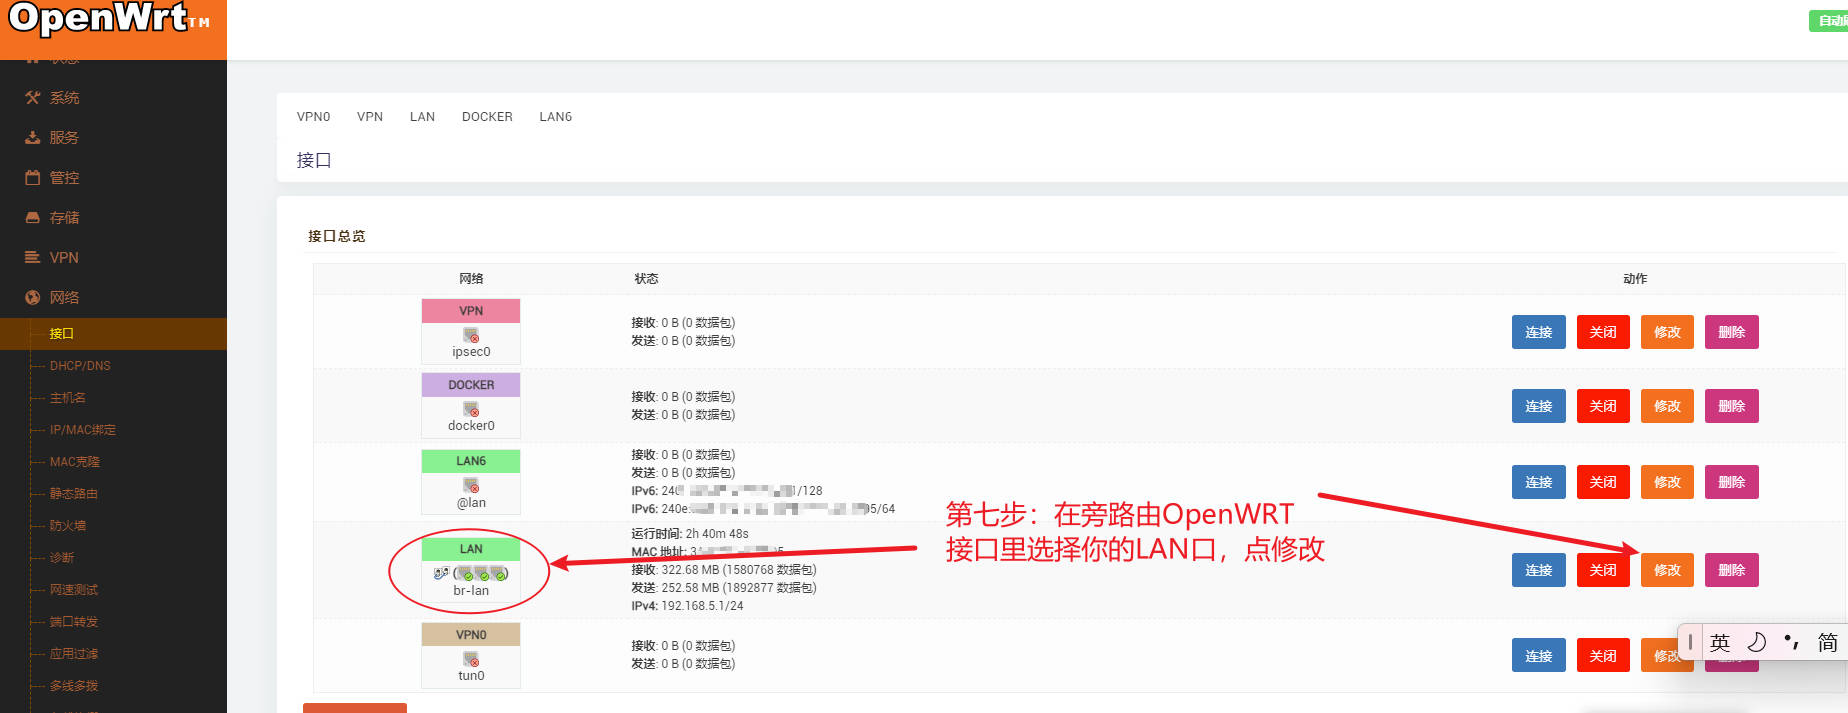 OpenWrt™
自动
状态
系统
服务
管控
存储
VPN
网络
接口
DHCP/DNS
主机名
IP/MAC绑定
MAC克隆
静态路由
防火墙
诊断
网速测试
端口转发
应用过滤
多线多拨
VPN0 VPN LAN DOCKER LAN6
接口
接口总览
网络 状态 动作
VPN
ipsec0
接收: 0 B (0 数据包)
发送: 0 B (0 数据包)
连接 关闭 修改 删除
DOCKER
docker0
接收: 0 B (0 数据包)
发送: 0 B (0 数据包)
连接 关闭 修改 删除
LAN6
@lan
接收: 0 B (0 数据包)
发送: 0 B (0 数据包)
IPv6: 240 1/128
IPv6: 240e: 95/64
连接 关闭 修改 删除
LAN
br-lan
运行时间: 2h 40m 48s
MAC 地址: 3
接收: 322.68 MB (1580768 数据包)
发送: 252.58 MB (1892877 数据包)
IPv4: 192.168.5.1/24
连接 关闭 修改 删除
第七步：在旁路由OpenWRT
接口里选择你的LAN口，点修改
VPN0
tun0
接收: 0 B (0 数据包)
发送: 0 B (0 数据包)
连接 关闭 修改 删除
英 简